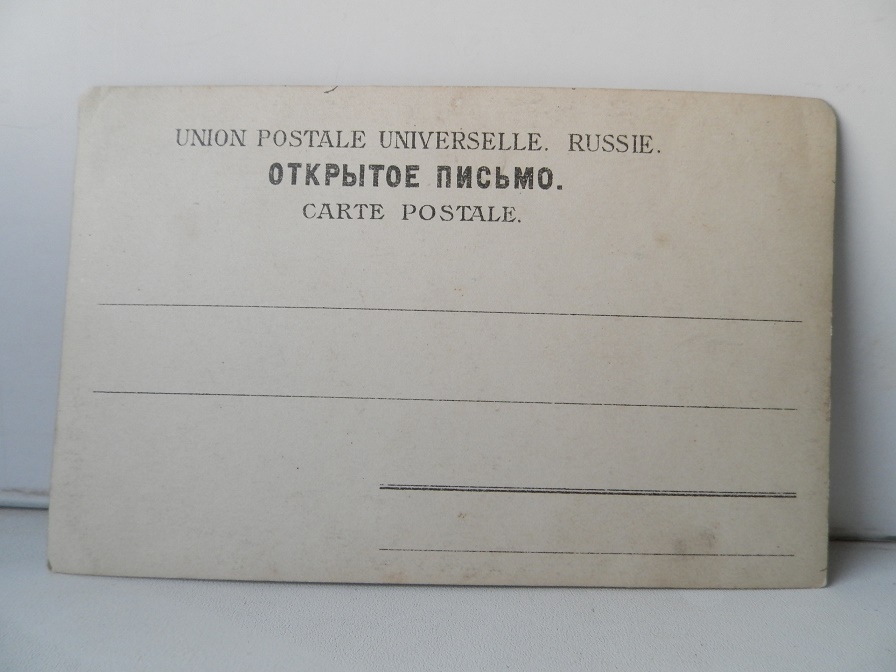 UNION POSTALE UNIVERSELLE. RUSSIE.
ОТКРЫТОЕ ПИСЬМО.
CARTE POSTALE.